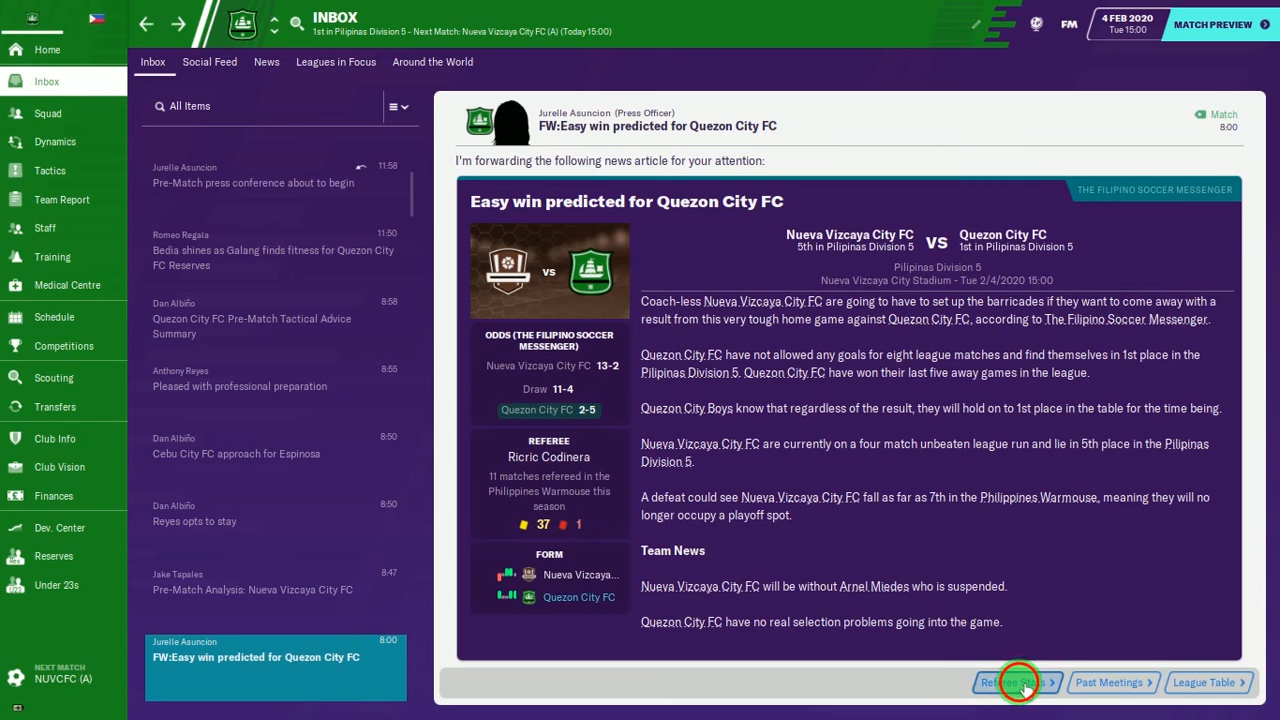 INBOX
1st in Pilipinas Division 5 - Next Match: Nueva Vizcaya City FC (A) (Today 15:00)
FM
4 FEB 2020
Tue 15:00
MATCH PREVIEW
Home
Inbox
Squad
Dynamics
Tactics
Team Report
Staff
Training
Medical Centre
Schedule
Competitions
Scouting
Transfers
Club Info
Club Vision
Finances
Dev. Center
Reserves
Under 23s
NEXT MATCH
NUVCFC (A)
Inbox
Social Feed
News
Leagues in Focus
Around the World
All Items
Jurelle Asuncion
11:58
Pre-Match press conference about to begin
Romeo Regala
11:50
Bedia shines as Galang finds fitness for Quezon City
FC Reserves
Dan Albiño
8:58
Quezon City FC Pre-Match Tactical Advice
Summary
Anthony Reyes
8:55
Pleased with professional preparation
Dan Albiño
8:50
Cebu City FC approach for Espinosa
Dan Albiño
8:50
Reyes opts to stay
Jake Tapales
8:47
Pre-Match Analysis: Nueva Vizcaya City FC
Jurelle Asuncion
8:00
FW:Easy win predicted for Quezon City FC
Jurelle Asuncion (Press Officer)
FW:Easy win predicted for Quezon City FC
Match
8:00
I'm forwarding the following news article for your attention:
THE FILIPINO SOCCER MESSENGER
Easy win predicted for Quezon City FC
vs
Nueva Vizcaya City FC
5th in Pilipinas Division 5
VS
Quezon City FC
1st in Pilipinas Division 5
Pilipinas Division 5
Nueva Vizcaya City Stadium - Tue 2/4/2020 15:00
ODDS (THE FILIPINO SOCCER
MESSENGER)
Nueva Vizcaya City FC 13-2
Draw 11-4
Quezon City FC 2-5
REFEREE
Ricric Codinera
11 matches refereed in the
Philippines Warmouse this
season
37 1
FORM
Nueva Vizcaya...
Quezon City FC
Coach-less Nueva Vizcaya City FC are going to have to set up the barricades if they want to come away with a
result from this very tough home game against Quezon City FC, according to The Filipino Soccer Messenger.
Quezon City FC have not allowed any goals for eight league matches and find themselves in 1st place in the
Pilipinas Division 5. Quezon City FC have won their last five away games in the league.
Quezon City Boys know that regardless of the result, they will hold on to 1st place in the table for the time being.
Nueva Vizcaya City FC are currently on a four match unbeaten league run and lie in 5th place in the Pilipinas
Division 5.
A defeat could see Nueva Vizcaya City FC fall as far as 7th in the Philippines Warmouse, meaning they will no
longer occupy a playoff spot.
Team News
Nueva Vizcaya City FC will be without Arnel Miedes who is suspended.
Quezon City FC have no real selection problems going into the game.
Referee Stats
Past Meetings
League Table